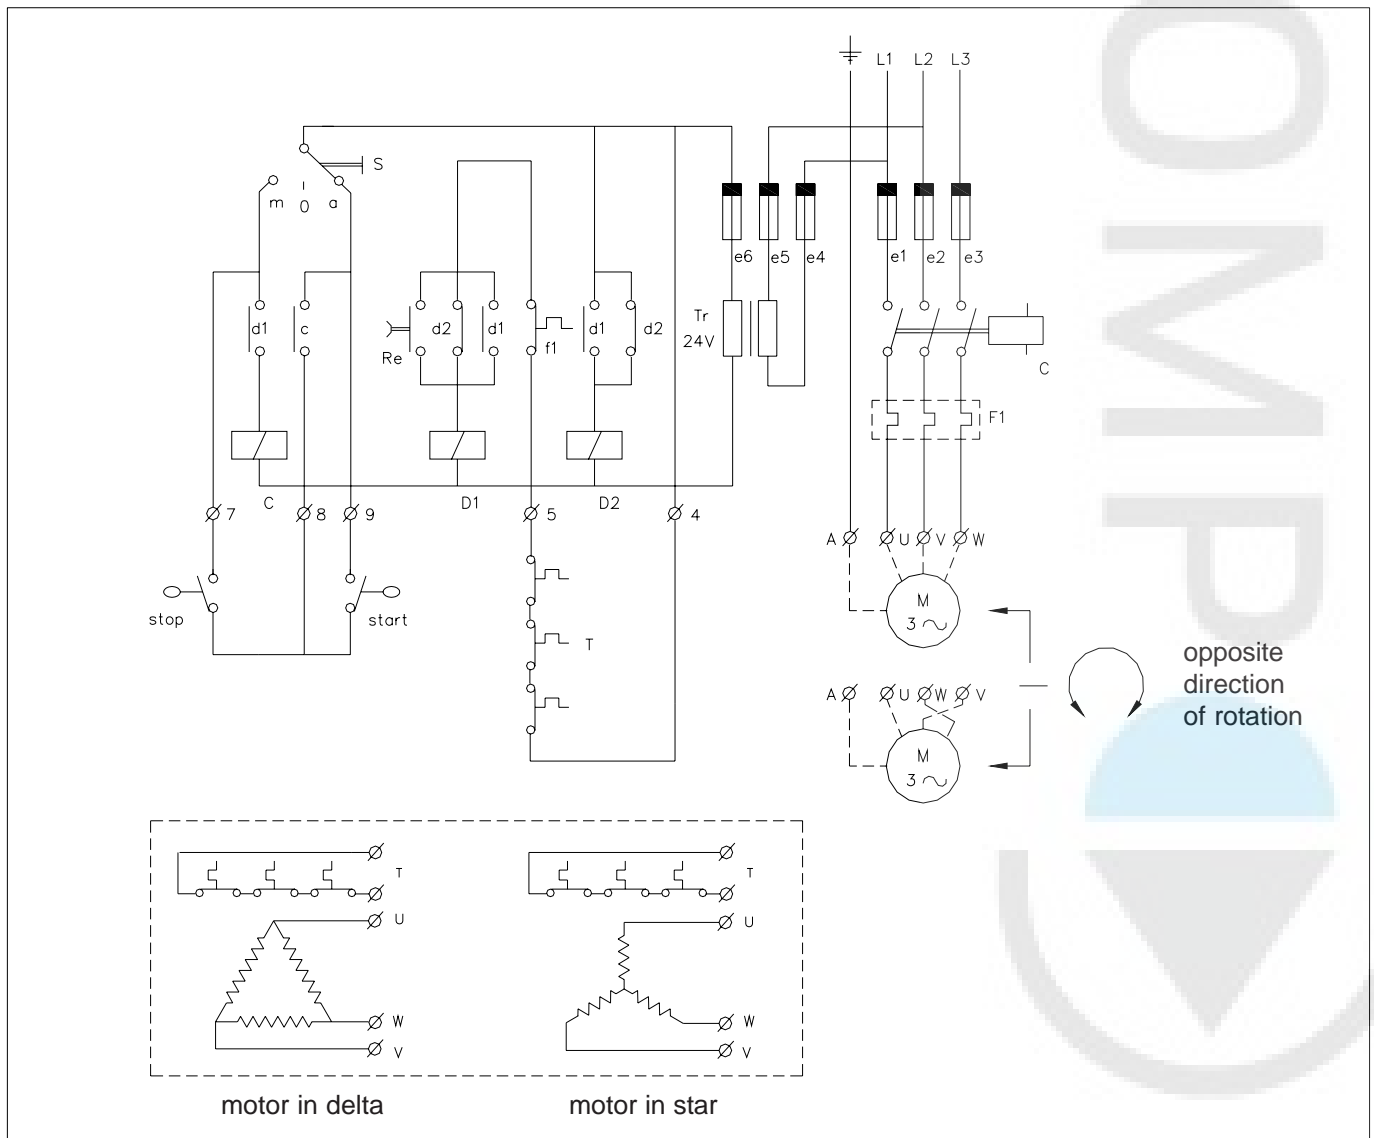 L1 L2 L3
S
m 0 a
e6 e5 e4 e1 e2 e3
d1 c d2 d1 f1 d1 d2
Re
Tr
24V
C
F1
C D1 D2
7 8 9 5 4
A U V W
stop start
M
3
T
A U W V
M
3
opposite
direction
of rotation
T T
U U
W W
V V
motor in delta motor in star
OMP